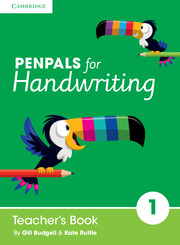 CAMBRIDGE
PENPALS for
Handwriting
Teacher's Book
1
By Gill Budgell & Kate Ruttle